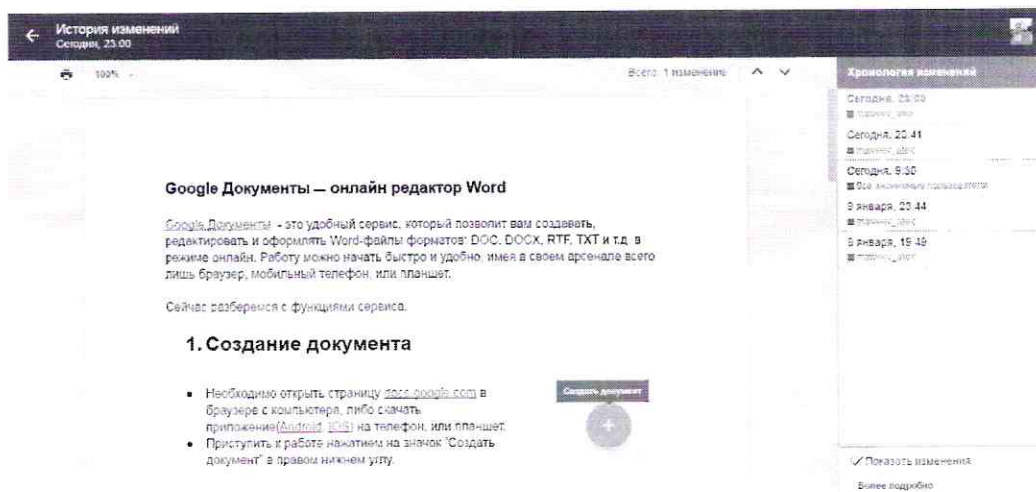 История изменений
Сегодня, 23:00
100%
Всего: 1 изменение
Хронология изменений
Сегодня, 23:00
Сегодня, 20:41
Сегодня, 9:30
Все анонимные пользователи
9 января, 23:44
9 января, 19:49
Google Документы — онлайн редактор Word
Google Документы - это удобный сервис, который позволит вам создавать,
редактировать и оформлять Word-файлы форматов: DOC, DOCX, RTF, TXT и т.д. в
режиме онлайн. Работу можно начать быстро и удобно, имея в своем арсенале всего
лишь браузер, мобильный телефон, или планшет.
Сейчас разберемся с функциями сервиса.
1. Создание документа
Необходимо открыть страницу docs.google.com в
браузере с компьютера, либо скачать
приложение(Android, IOS) на телефон, или планшет.
Приступить к работе нажатием на значок "Создать
документ" в правом нижнем углу.
Создать документ
Показать изменения
Более подробно